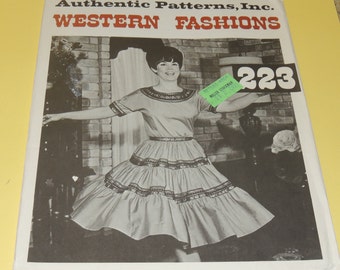 Authentic Patterns, Inc.
WESTERN FASHIONS
223